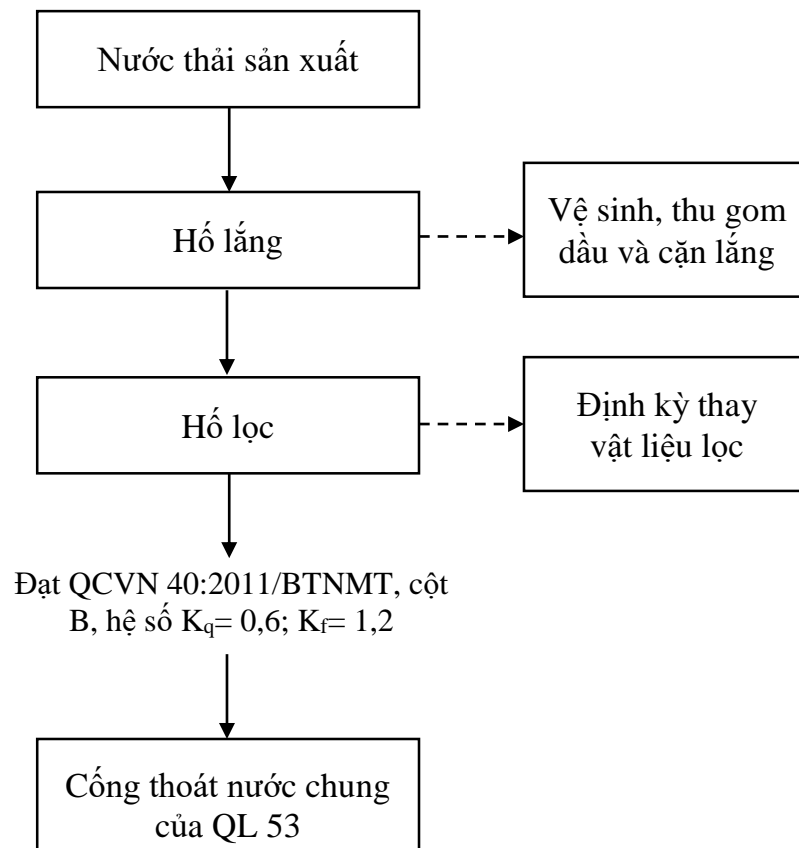 Nước thải sản xuất
Hố lắng
Vệ sinh, thu gom
dầu và cặn lắng
Hố lọc
Định kỳ thay
vật liệu lọc
Đạt QCVN 40:2011/BTNMT, cột
B, hệ số Kq= 0,6; Kf= 1,2
Cống thoát nước chung
của QL 53